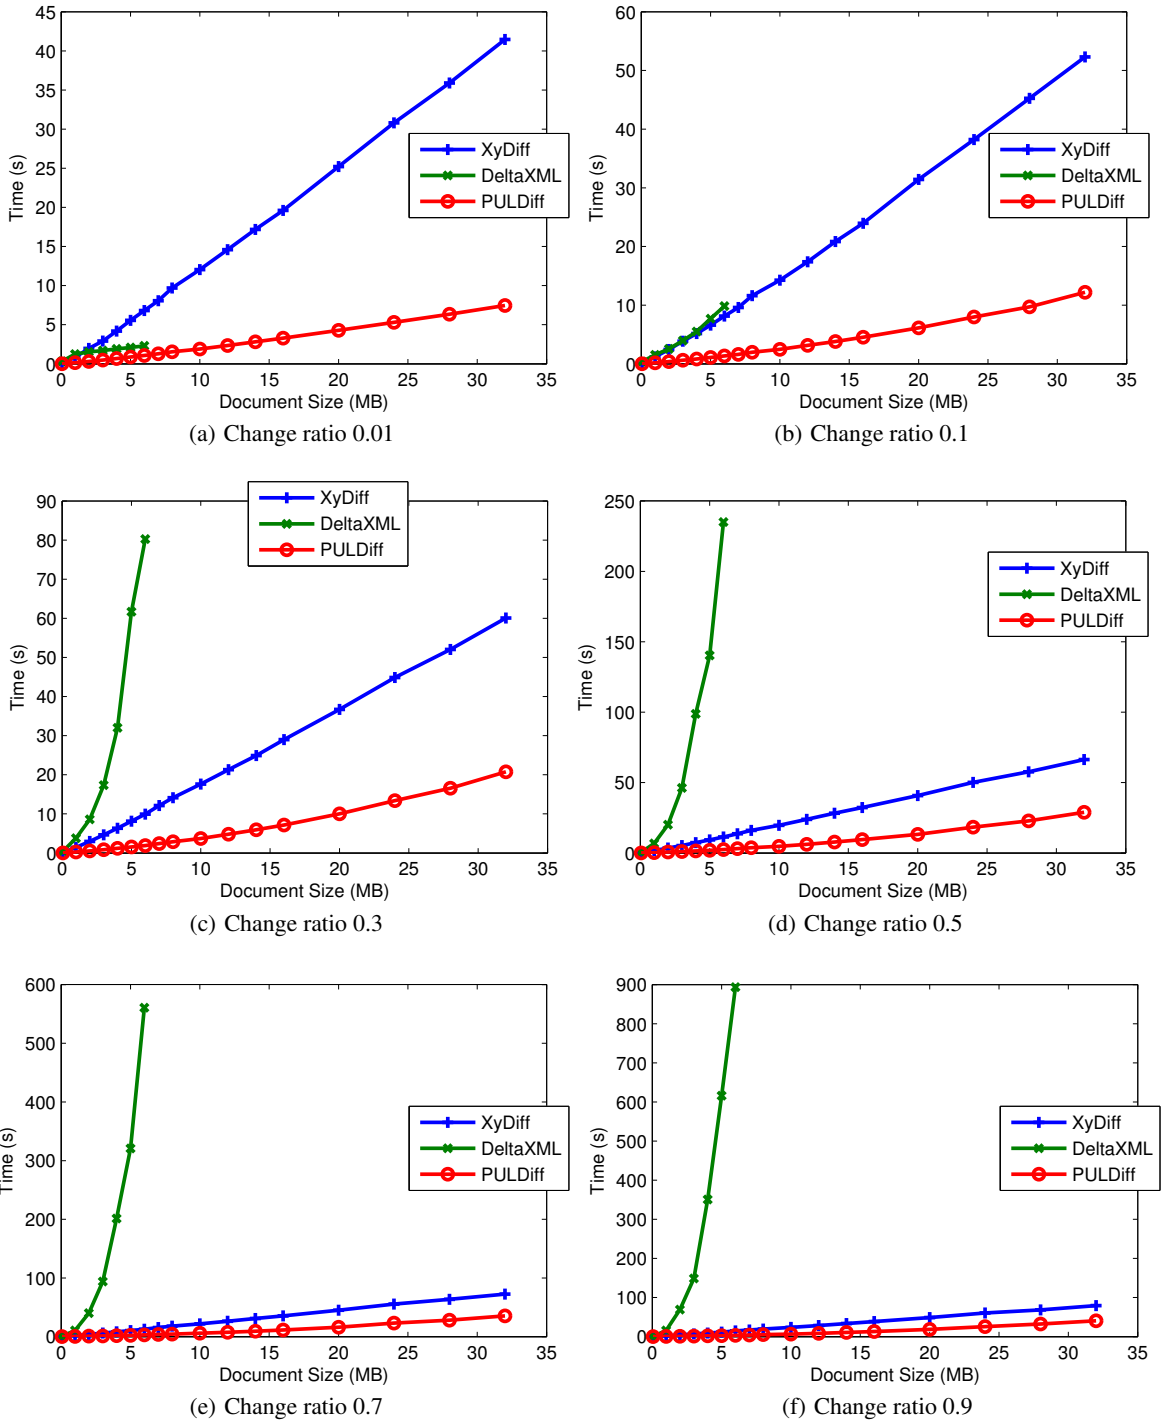 45
40
35
30
25
20
15
10
5
0
Time (s)
XyDiff
DeltaXML
PULDiff
0 5 10 15 20 25 30 35
Document Size (MB)
(a) Change ratio 0.01
60
50
40
30
20
10
0
Time (s)
XyDiff
DeltaXML
PULDiff
0 5 10 15 20 25 30 35
Document Size (MB)
(b) Change ratio 0.1
90
80
70
60
50
40
30
20
10
0
Time (s)
XyDiff
DeltaXML
PULDiff
0 5 10 15 20 25 30 35
Document Size (MB)
(c) Change ratio 0.3
250
200
150
100
50
0
Time (s)
XyDiff
DeltaXML
PULDiff
0 5 10 15 20 25 30 35
Document Size (MB)
(d) Change ratio 0.5
600
500
400
300
200
100
0
Time (s)
XyDiff
DeltaXML
PULDiff
0 5 10 15 20 25 30 35
Document Size (MB)
(e) Change ratio 0.7
900
800
700
600
500
400
300
200
100
0
Time (s)
XyDiff
DeltaXML
PULDiff
0 5 10 15 20 25 30 35
Document Size (MB)
(f) Change ratio 0.9